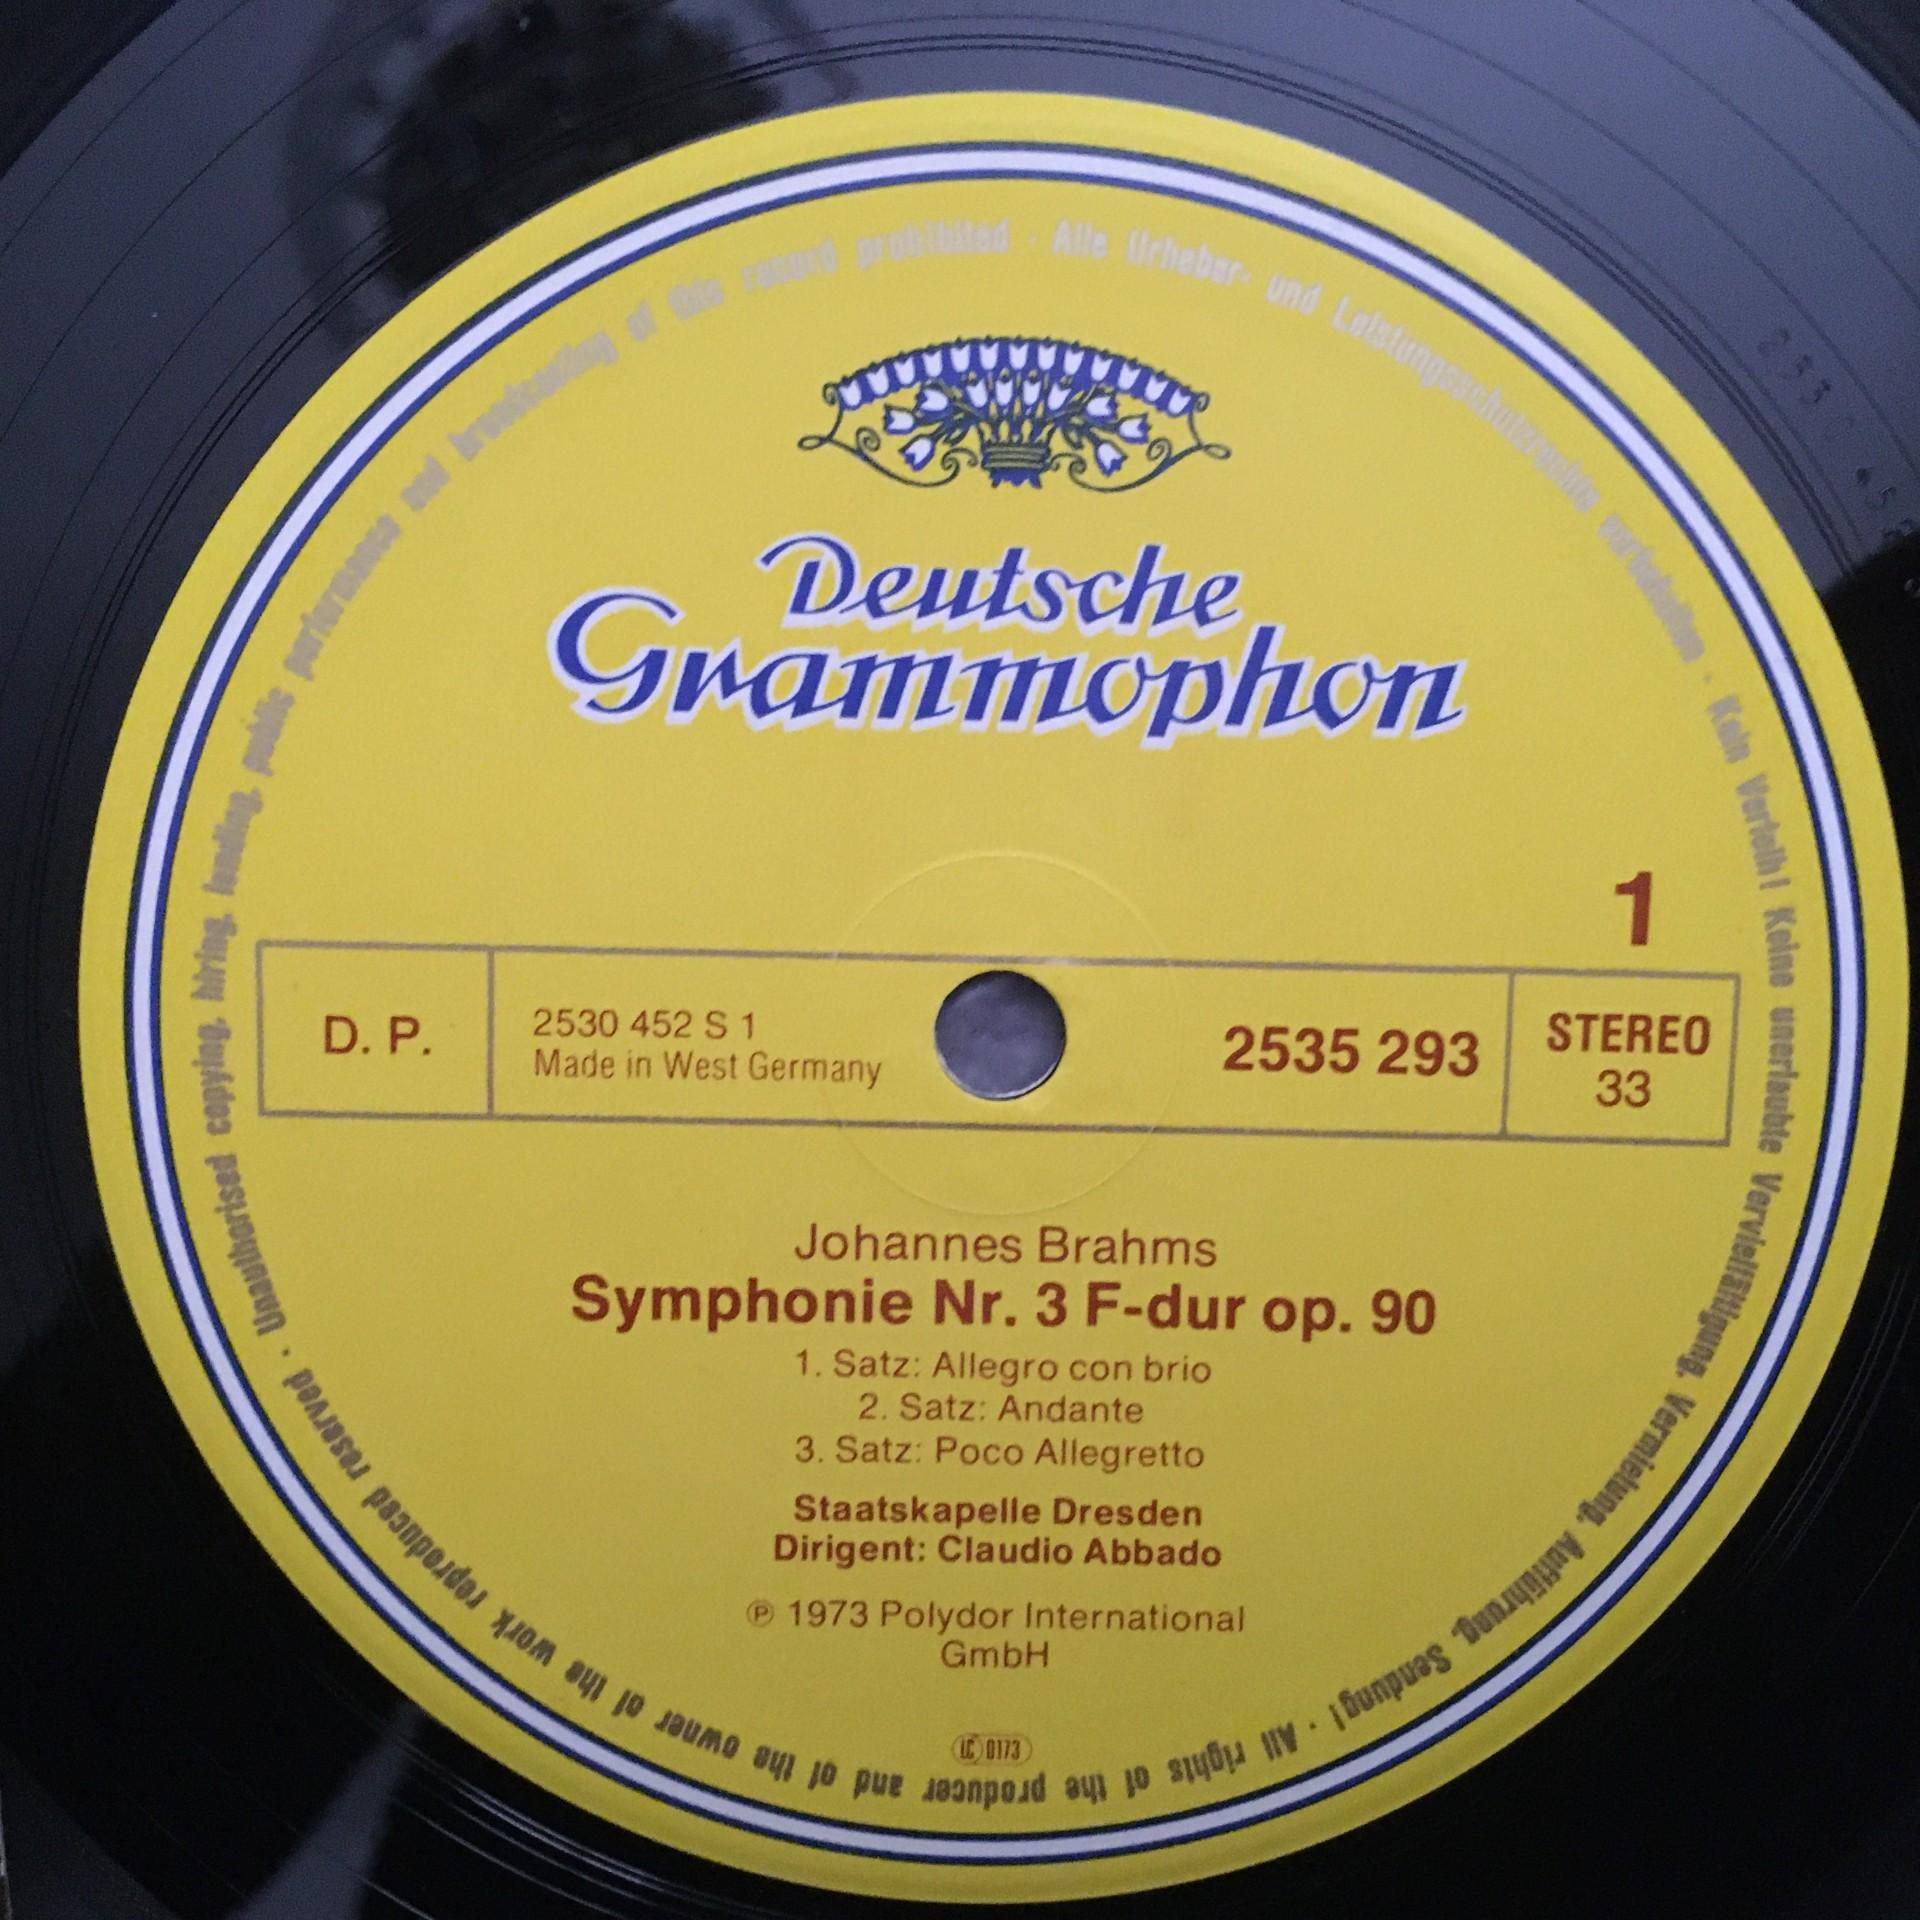 Deutsche
Grammophon
1
D. P.
2530 452 S 1
Made in West Germany
2535 293
STEREO
33
Johannes Brahms
Symphonie Nr. 3 F-dur op. 90
1. Satz: Allegro con brio
2. Satz: Andante
3. Satz: Poco Allegretto
Staatskapelle Dresden
Dirigent: Claudio Abbado
℗ 1973 Polydor International
GmbH
LC 0173
Alle Urheber- und Leistungsschutzrechte vorbehalten · Kein Verleih! Keine unerlaubte Vervielfältigung, Vermietung, Aufführung, Sendung! · All rights of the producer and of the owner of the work reproduced reserved · Unauthorised copying, hiring, lending, public performance and broadcasting of this record prohibited ·